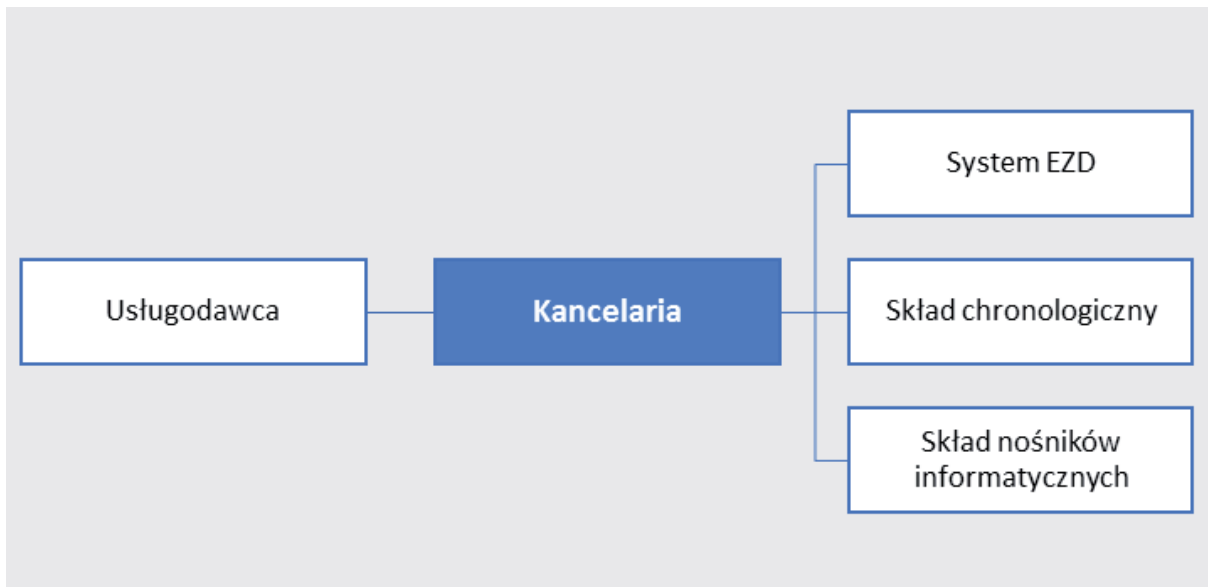 Usługodawca
Kancelaria
System EZD
Skład chronologiczny
Skład nośników
informatycznych